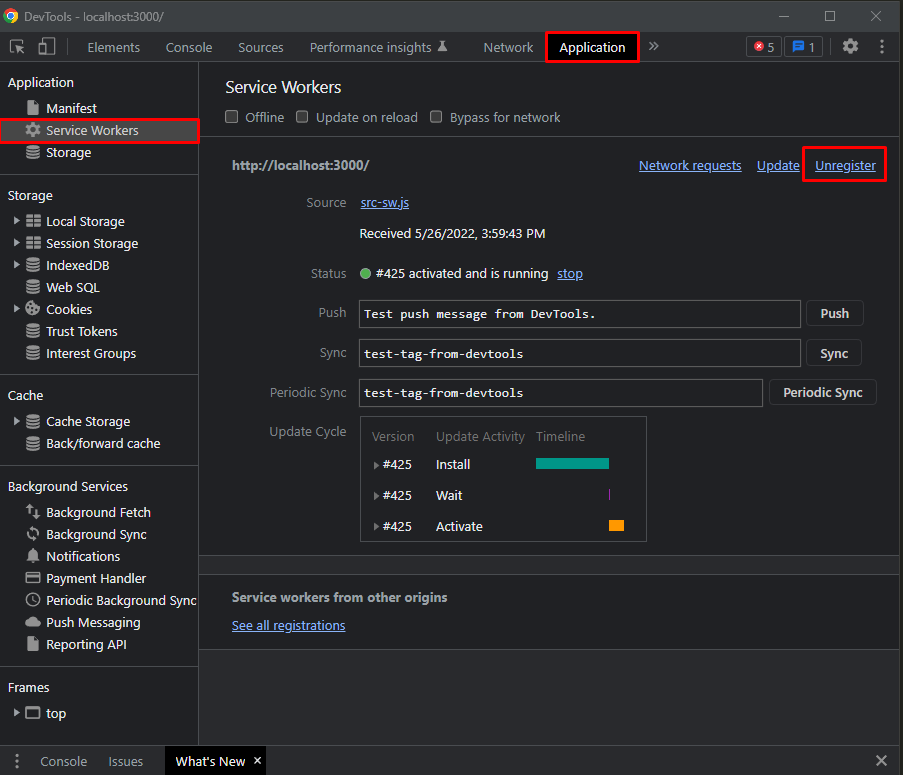 DevTools - localhost:3000/
Elements Console Sources Performance insights Network Application 5 1
Application
Manifest
Service Workers
Storage
Storage
Local Storage
Session Storage
IndexedDB
Web SQL
Cookies
Trust Tokens
Interest Groups
Cache
Cache Storage
Back/forward cache
Background Services
Background Fetch
Background Sync
Notifications
Payment Handler
Periodic Background Sync
Push Messaging
Reporting API
Frames
top
Service Workers
Offline Update on reload Bypass for network
http://localhost:3000/ Network requests Update Unregister
Source src-sw.js
Received 5/26/2022, 3:59:43 PM
Status #425 activated and is running stop
Push Test push message from DevTools. Push
Sync test-tag-from-devtools Sync
Periodic Sync test-tag-from-devtools Periodic Sync
Update Cycle Version Update Activity Timeline
#425 Install
#425 Wait
#425 Activate
Service workers from other origins
See all registrations
Console Issues What's New